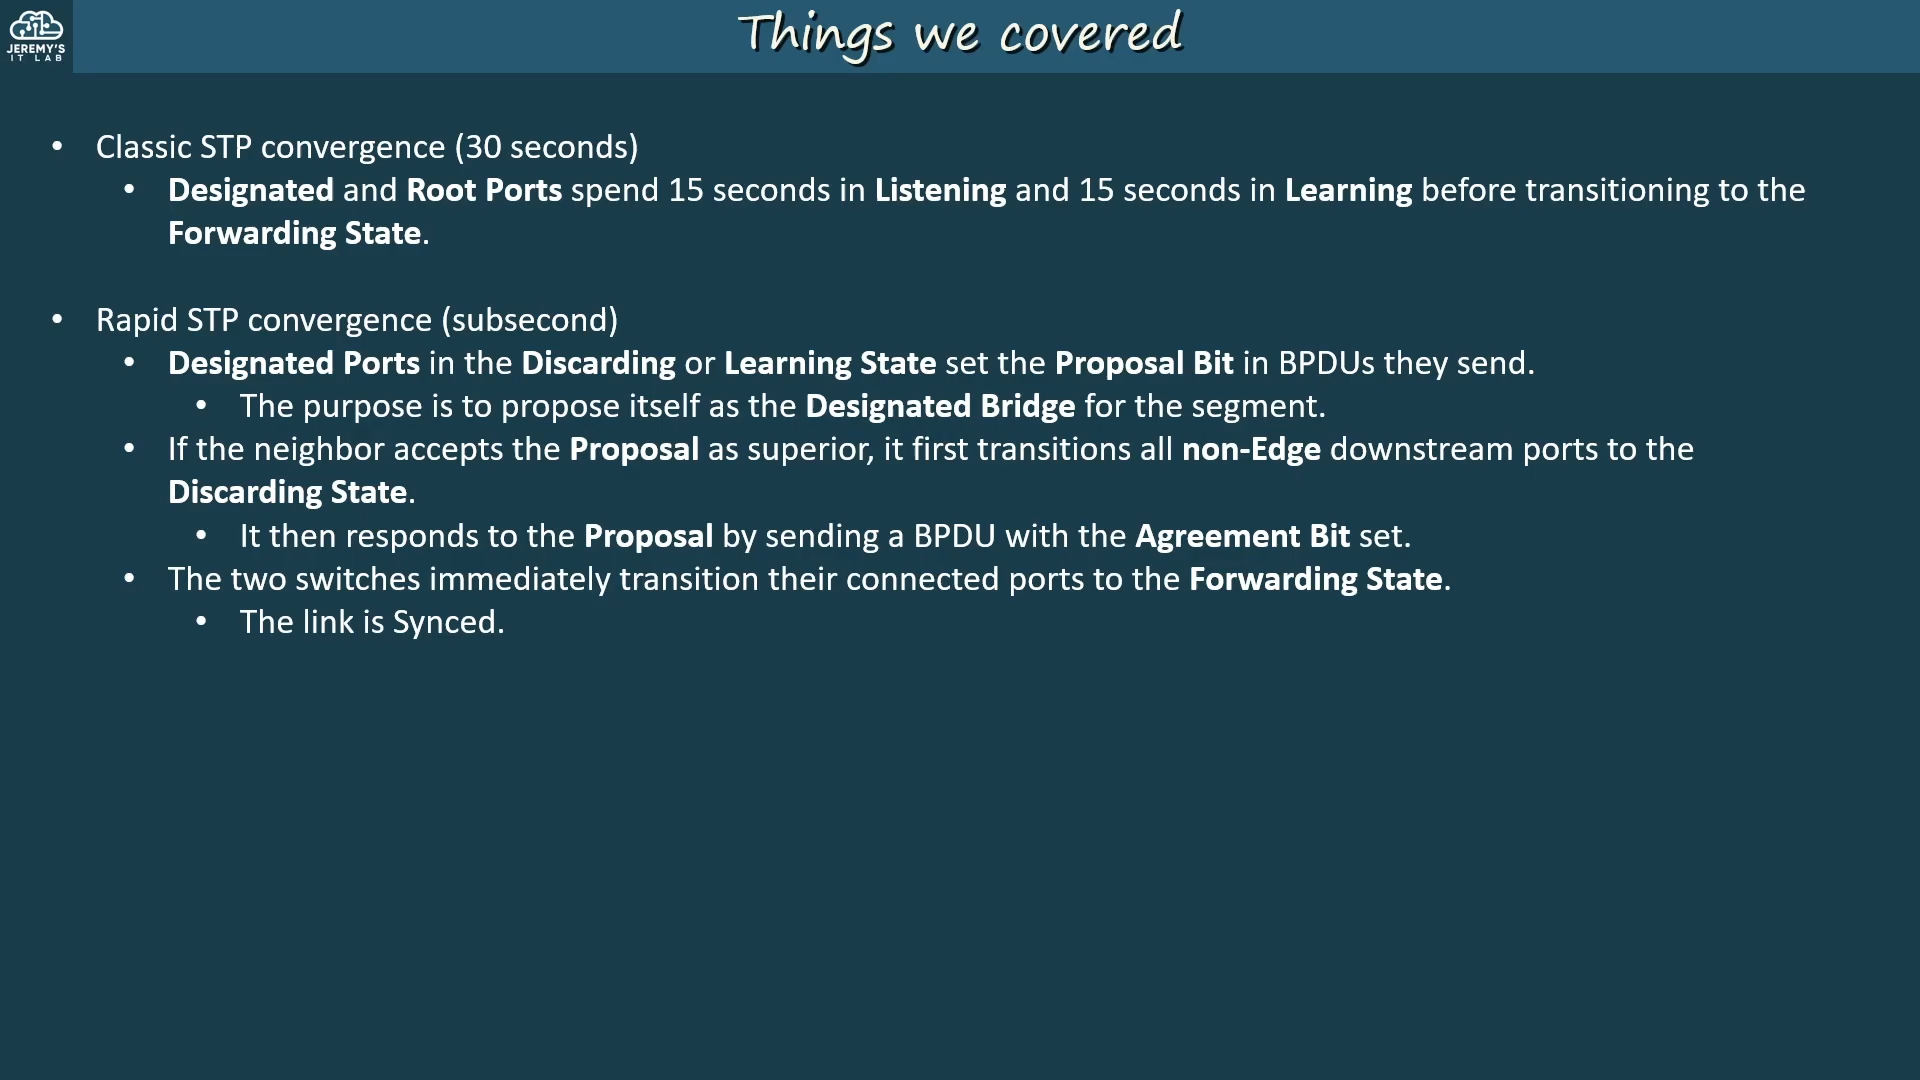 JEREMY'S
IT LAB
Things we covered
• Classic STP convergence (30 seconds)
• Designated and Root Ports spend 15 seconds in Listening and 15 seconds in Learning before transitioning to the
Forwarding State.
• Rapid STP convergence (subsecond)
• Designated Ports in the Discarding or Learning State set the Proposal Bit in BPDUs they send.
• The purpose is to propose itself as the Designated Bridge for the segment.
• If the neighbor accepts the Proposal as superior, it first transitions all non-Edge downstream ports to the
Discarding State.
• It then responds to the Proposal by sending a BPDU with the Agreement Bit set.
• The two switches immediately transition their connected ports to the Forwarding State.
• The link is Synced.